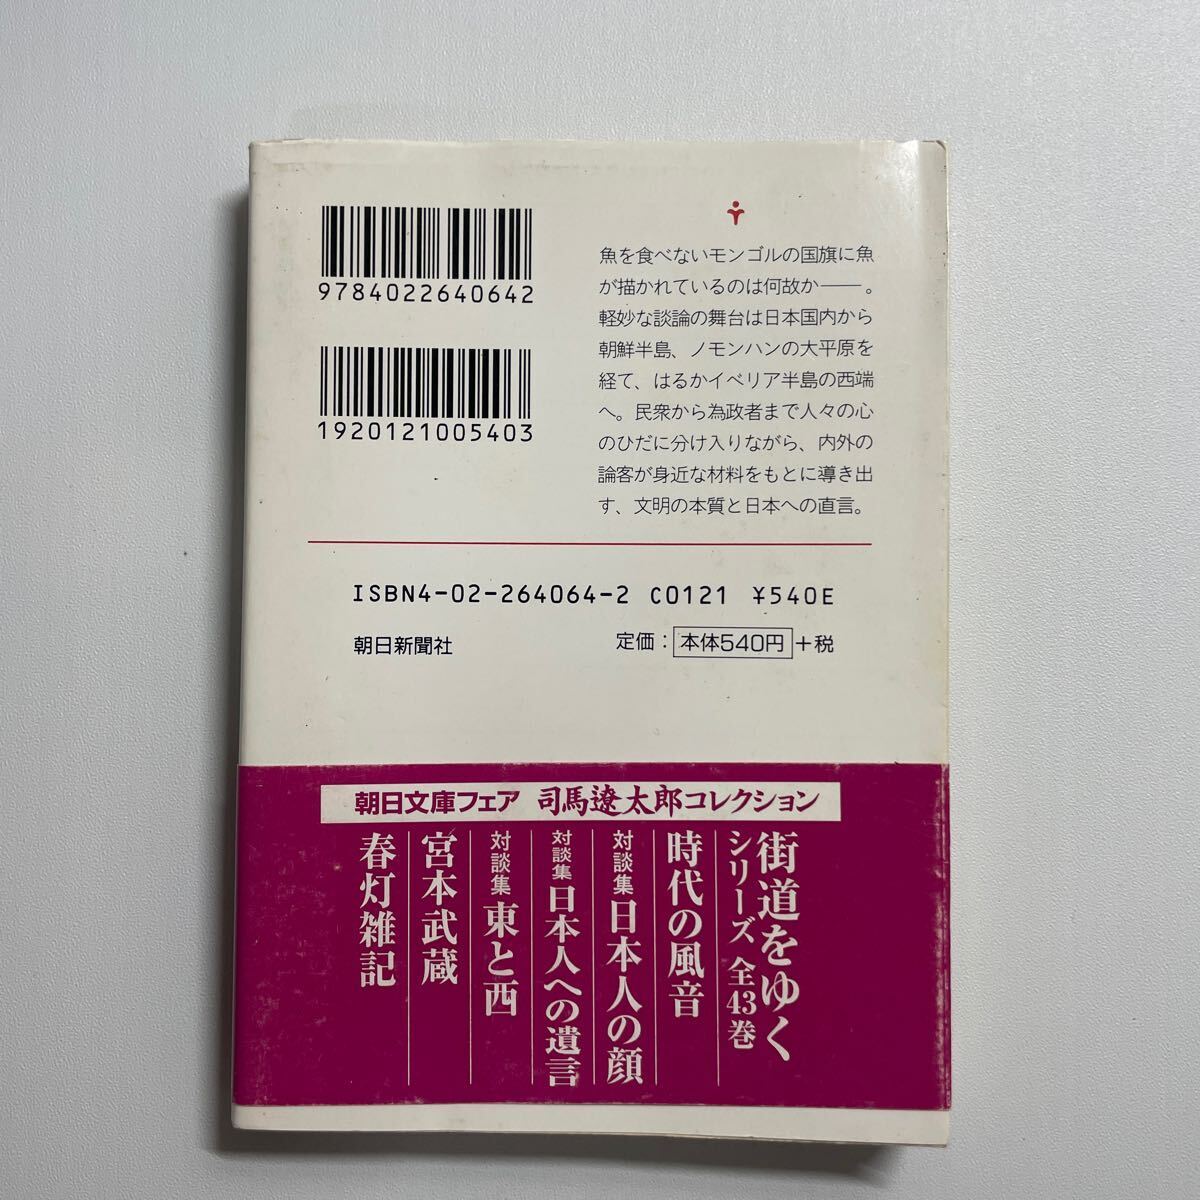 9784022640642
1920121005403
魚を食べないモンゴルの国旗に魚
が描かれているのは何故か——。
軽妙な談論の舞台は日本国内から
朝鮮半島、ノモンハンの大平原を
経て、はるかイベリア半島の西端
へ。民衆から為政者まで人々の心
のひだに分け入りながら、内外の
論客が身近な材料をもとに導き出
す、文明の本質と日本への直言。
ISBN4-02-264064-2 C0121 ¥540E
朝日新聞社
定価：本体540円+税
朝日文庫フェア 司馬遼太郎コレクション
街道をゆく
シリーズ 全43巻
時代の風音
対談集 日本人の顔
対談集 日本人への遺言
対談集 東と西
宮本武蔵
春灯雑記